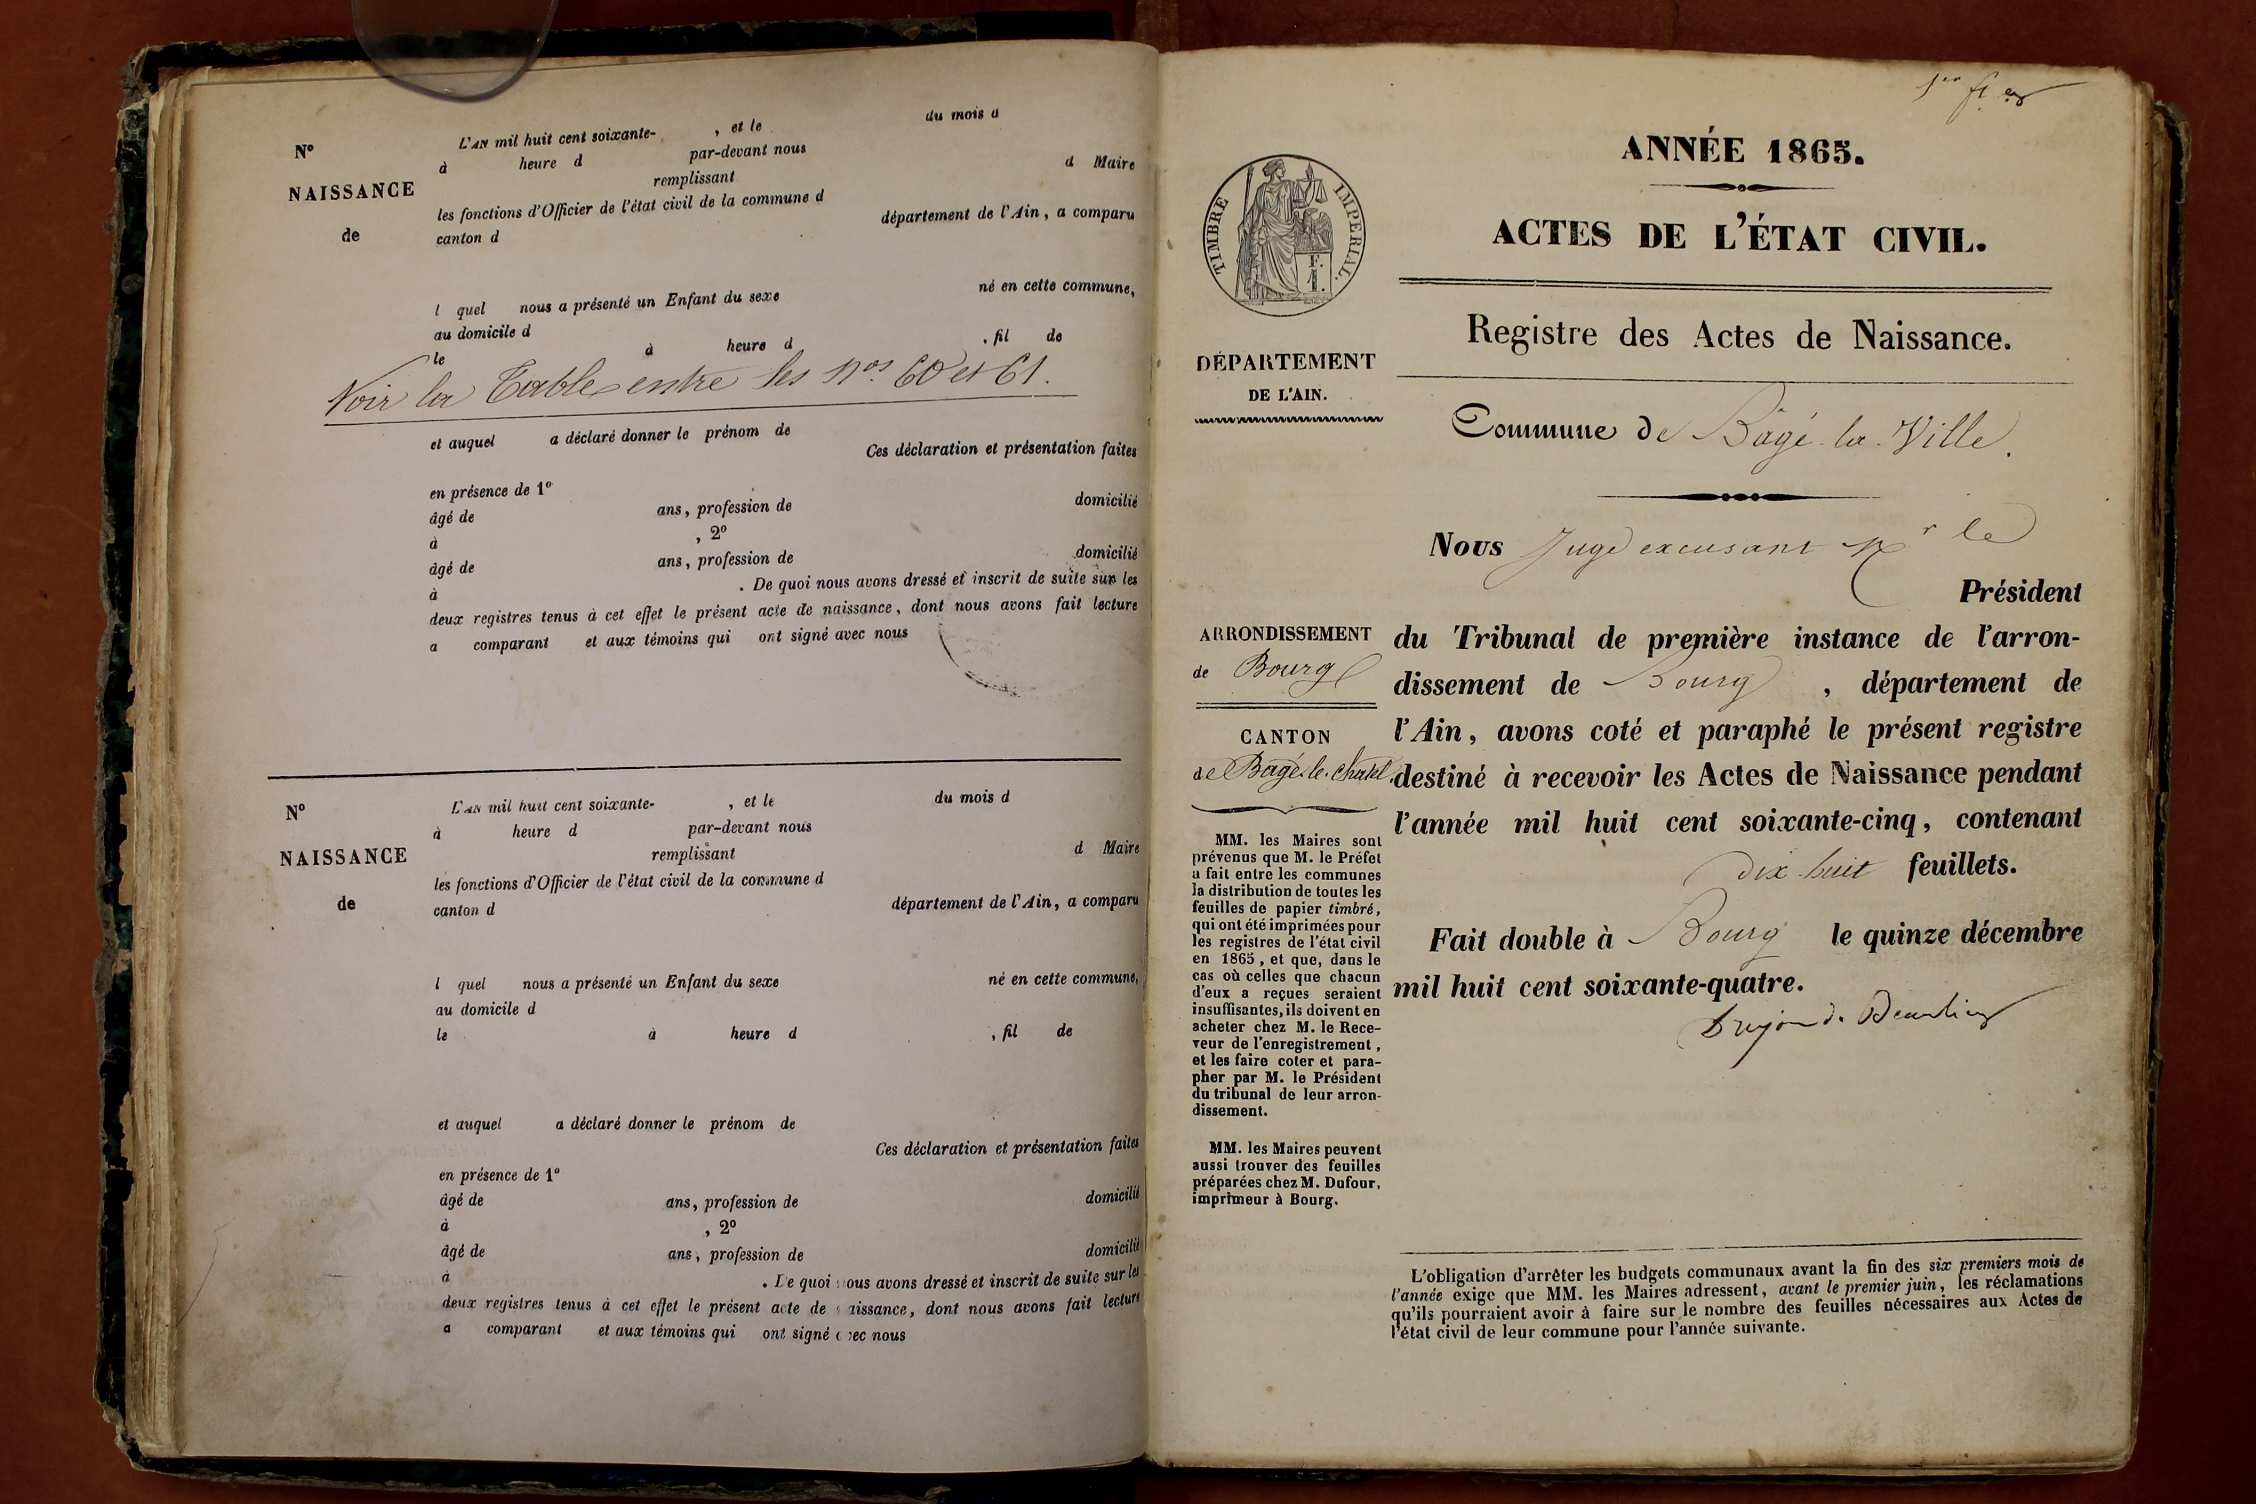 N°
NAISSANCE
de
L'AN mil huit cent soixante- , et le du mois d
à heure d par-devant nous
remplissant d Maire
les fonctions d'Officier de l'état civil de la commune d
canton d département de l'Ain, a comparu
l quel nous a présenté un Enfant du sexe né en cette commune,
au domicile d
le à heure d , fil de
Voir la Table entre les nos 60 et 61.
et auquel a déclaré donner le prénom de
Ces déclaration et présentation faites
en présence de 1°
âgé de ans, profession de domicilié
à , 2°
âgé de ans, profession de domicilié
à . De quoi nous avons dressé et inscrit de suite sur les
deux registres tenus à cet effet le présent acte de naissance, dont nous avons fait lecture
a comparant et aux témoins qui ont signé avec nous
N°
NAISSANCE
de
L'AN mil huit cent soixante- , et le du mois d
à heure d par-devant nous
remplissant d Maire
les fonctions d'Officier de l'état civil de la commune d
canton d département de l'Ain, a comparu
l quel nous a présenté un Enfant du sexe né en cette commune,
au domicile d
le à heure d , fil de
et auquel a déclaré donner le prénom de
Ces déclaration et présentation faites
en présence de 1°
âgé de ans, profession de domicilié
à , 2°
âgé de ans, profession de domicilié
à . De quoi nous avons dressé et inscrit de suite sur les
deux registres tenus à cet effet le présent acte de naissance, dont nous avons fait lecture
a comparant et aux témoins qui ont signé avec nous
ANNÉE 1865.
ACTES DE L'ÉTAT CIVIL.
Registre des Actes de Naissance.
TIMBRE IMPERIAL.
F.
1.
DÉPARTEMENT
DE L'AIN.
ARRONDISSEMENT
de Bourg
CANTON
de Bâgé-le-chatel.
MM. les Maires sont
prévenus que M. le Préfet
a fait entre les communes
la distribution de toutes les
feuilles de papier timbré,
qui ont été imprimées pour
les registres de l'état civil
en 1865, et que, dans le
cas où celles que chacun
d'eux a reçues seraient
insuffisantes, ils doivent en
acheter chez M. le Rece-
veur de l'enregistrement,
et les faire coter et para-
pher par M. le Président
du tribunal de leur arron-
dissement.
MM. les Maires peuvent
aussi trouver des feuilles
préparées chez M. Dufour,
imprimeur à Bourg.
Commune de Bâgé-la-Ville.
Nous Juge excusant Mr le
Président
du Tribunal de première instance de l'arron-
dissement de Bourg , département de
l'Ain, avons coté et paraphé le présent registre
destiné à recevoir les Actes de Naissance pendant
l'année mil huit cent soixante-cinq, contenant
dix-huit feuillets.
Fait double à Bourg le quinze décembre
mil huit cent soixante-quatre.
L'obligation d'arrêter les budgets communaux avant la fin des six premiers mois de
l'année exige que MM. les Maires adressent, avant le premier juin, les réclamations
qu'ils pourraient avoir à faire sur le nombre des feuilles nécessaires aux Actes de
l'état civil de leur commune pour l'année suivante.